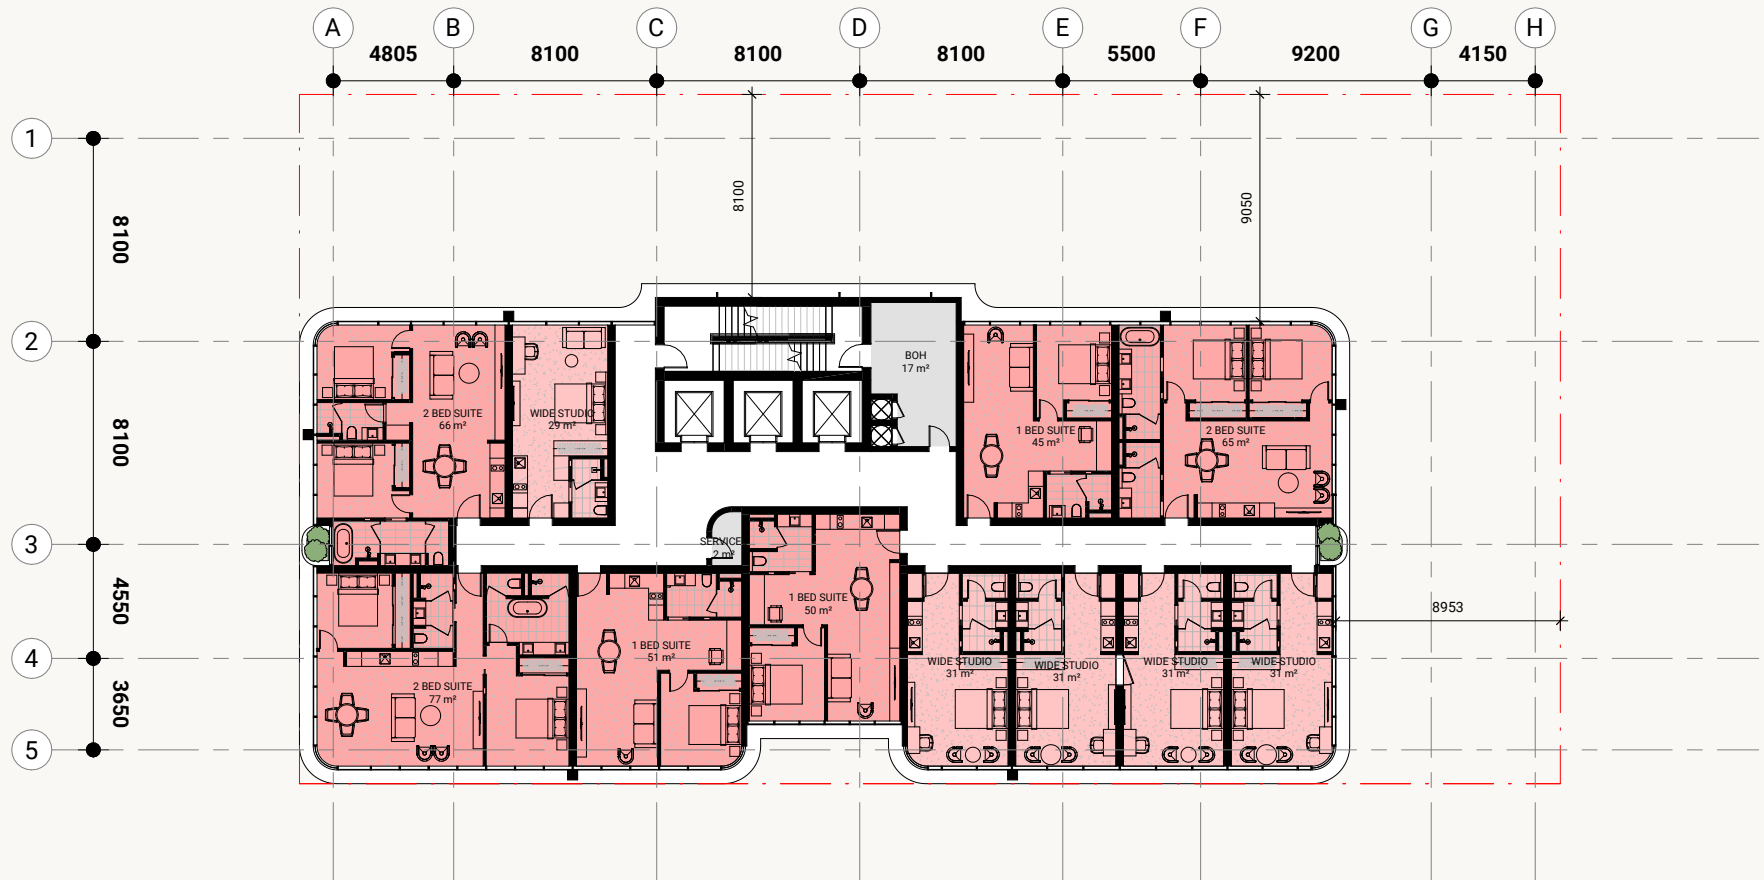 A
B
C
D
E
F
G
H
4805
8100
8100
8100
5500
9200
4150
1
2
3
4
5
8100
8100
4550
3650
8100
9050
8953
BOH
17 m²
2 BED SUITE
66 m²
WIDE STUDIO
29 m²
1 BED SUITE
45 m²
2 BED SUITE
65 m²
SERVICE
2 m²
1 BED SUITE
50 m²
1 BED SUITE
51 m²
2 BED SUITE
77 m²
WIDE STUDIO
31 m²
WIDE STUDIO
31 m²
WIDE STUDIO
31 m²
WIDE STUDIO
31 m²